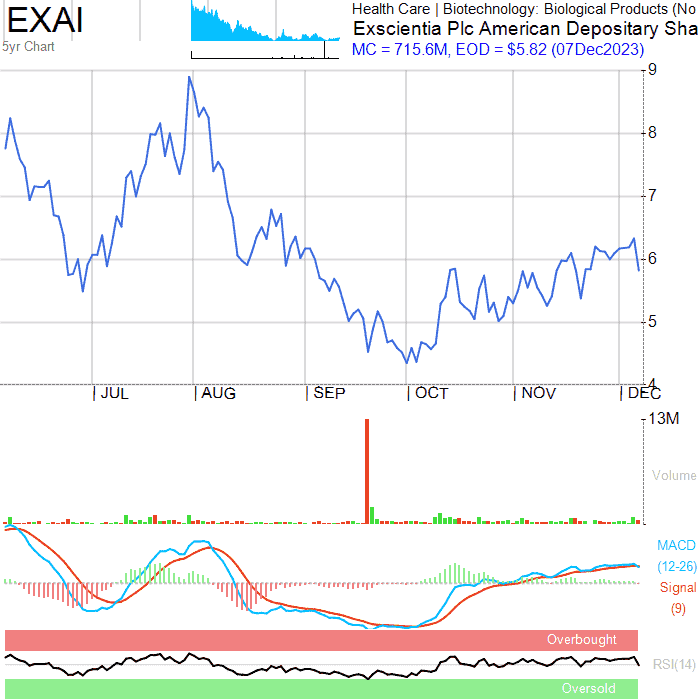 EXAI
5yr Chart
Health Care | Biotechnology: Biological Products (No
Exscientia Plc American Depositary Sha
MC = 715.6M, EOD = $5.82 (07Dec2023)
9
8
7
6
5
4
JUL AUG SEP OCT NOV DEC
13M
Volume
MACD
(12-26)
Signal
(9)
Overbought
RSI(14)
Oversold